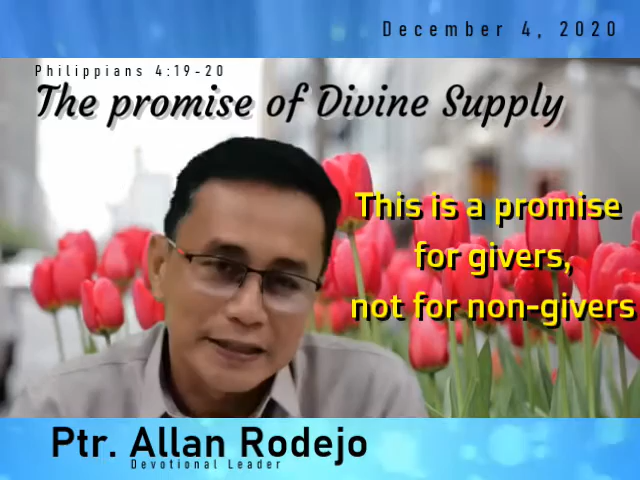 December 4, 2020
Philippians 4:19-20
The promise of Divine Supply
This is a promise
for givers,
not for non-givers
Ptr. Allan Rodejo
Devotional Leader